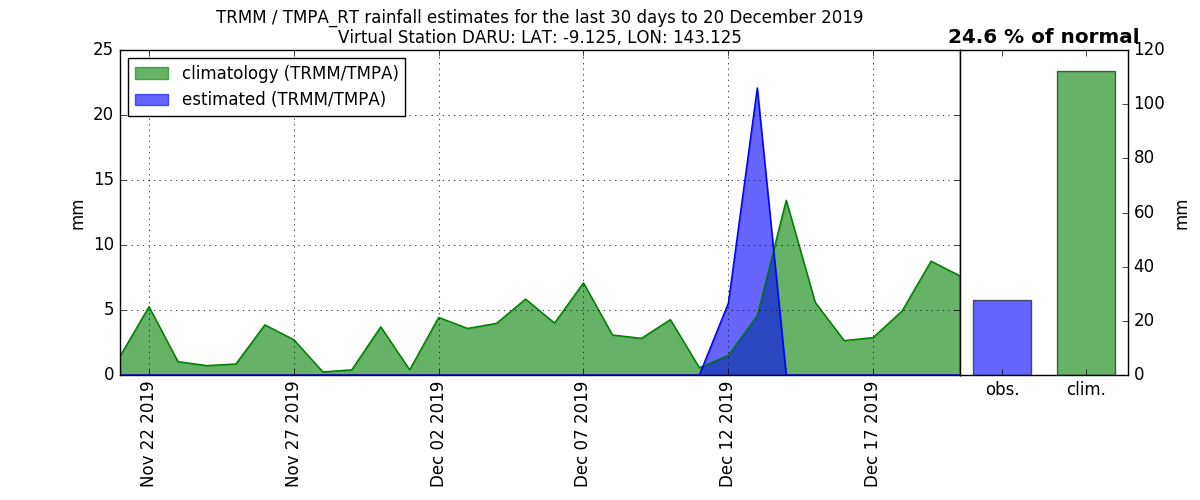 TRMM / TMPA_RT rainfall estimates for the last 30 days to 20 December 2019
Virtual Station DARU: LAT: -9.125, LON: 143.125
24.6 % of normal
climatology (TRMM/TMPA)
estimated (TRMM/TMPA)
25
20
15
10
5
0
mm
Nov 22 2019
Nov 27 2019
Dec 02 2019
Dec 07 2019
Dec 12 2019
Dec 17 2019
obs.
clim.
120
100
80
60
40
20
0
mm